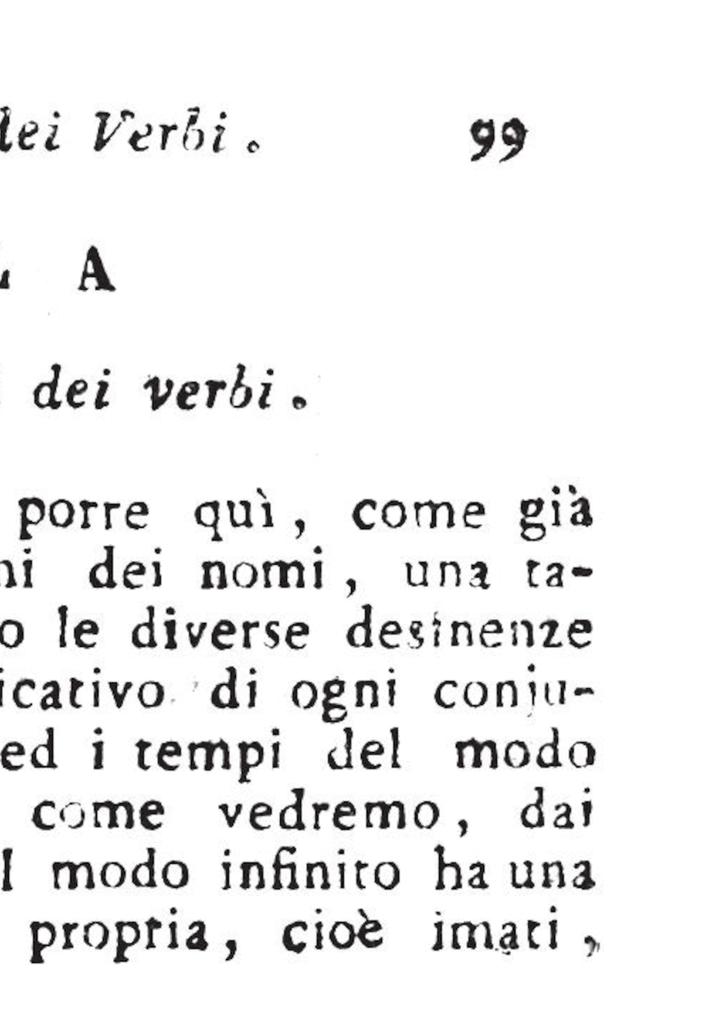 dei Verbi. 99
L A
dei verbi.
porre quì, come già
ni dei nomi, una ta-
o le diverse desinenze
icativo di ogni conju-
ed i tempi del modo
come vedremo, dai
l modo infinito ha una
propria, cioè imati,